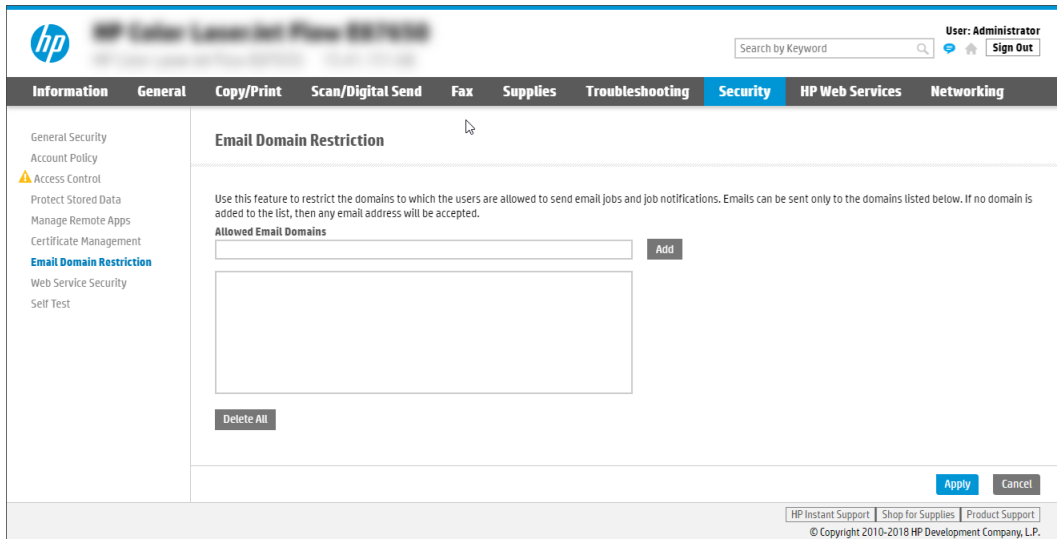 hp
User: Administrator
Search by Keyword
Sign Out
Information General Copy/Print Scan/Digital Send Fax Supplies Troubleshooting Security HP Web Services Networking
General Security
Account Policy
Access Control
Protect Stored Data
Manage Remote Apps
Certificate Management
Email Domain Restriction
Web Service Security
Self Test
Email Domain Restriction
Use this feature to restrict the domains to which the users are allowed to send email jobs and job notifications. Emails can be sent only to the domains listed below. If no domain is
added to the list, then any email address will be accepted.
Allowed Email Domains
Add
Delete All
Apply Cancel
HP Instant Support Shop for Supplies Product Support
© Copyright 2010-2018 HP Development Company, L.P.